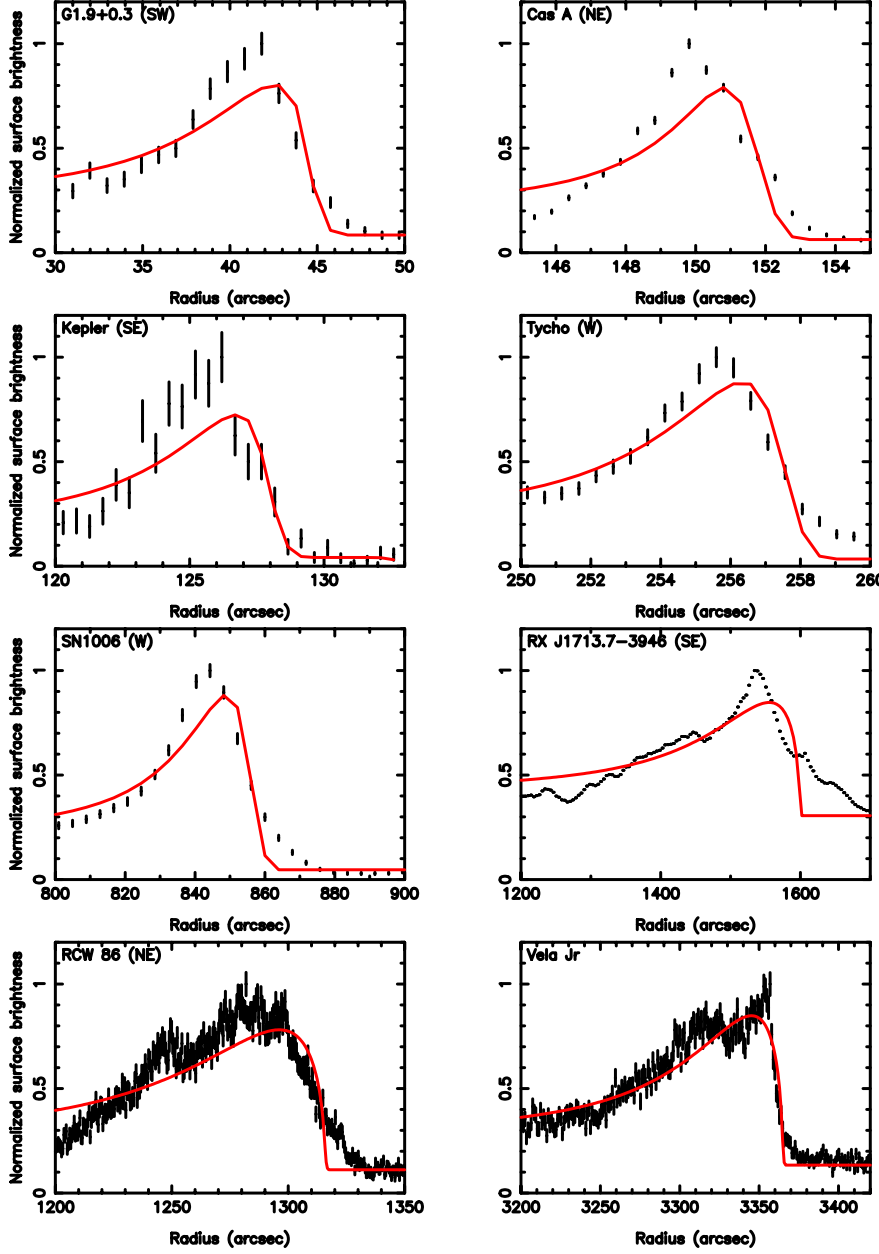 G1.9+0.3 (SW)
Normalized surface brightness
0 0.5 1
30 35 40 45 50
Radius (arcsec)
Cas A (NE)
0 0.5 1
146 148 150 152 154
Radius (arcsec)
Kepler (SE)
Normalized surface brightness
0 0.5 1
120 125 130
Radius (arcsec)
Tycho (W)
0 0.5 1
250 252 254 256 258 260
Radius (arcsec)
SN1006 (W)
Normalized surface brightness
0 0.5 1
800 820 840 860 880 900
Radius (arcsec)
RX J1713.7-3946 (SE)
0 0.5 1
1200 1400 1600
Radius (arcsec)
RCW 86 (NE)
Normalized surface brightness
0 0.5 1
1200 1250 1300 1350
Radius (arcsec)
Vela Jr
0 0.5 1
3200 3250 3300 3350 3400
Radius (arcsec)